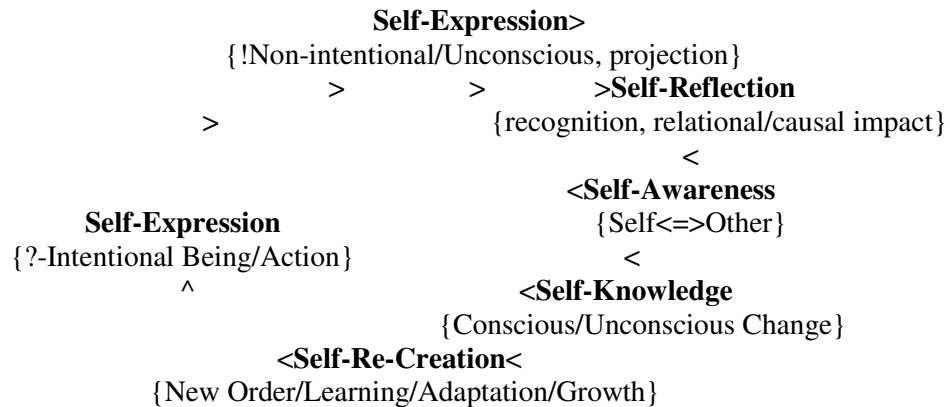 Self-Expression>
{!Non-intentional/Unconscious, projection}
> > >Self-Reflection
> {recognition, relational/causal impact}
<
<Self-Awareness
Self-Expression {Self<=>Other}
{?-Intentional Being/Action} <
^ <Self-Knowledge
{Conscious/Unconscious Change}
<Self-Re-Creation<
{New Order/Learning/Adaptation/Growth}